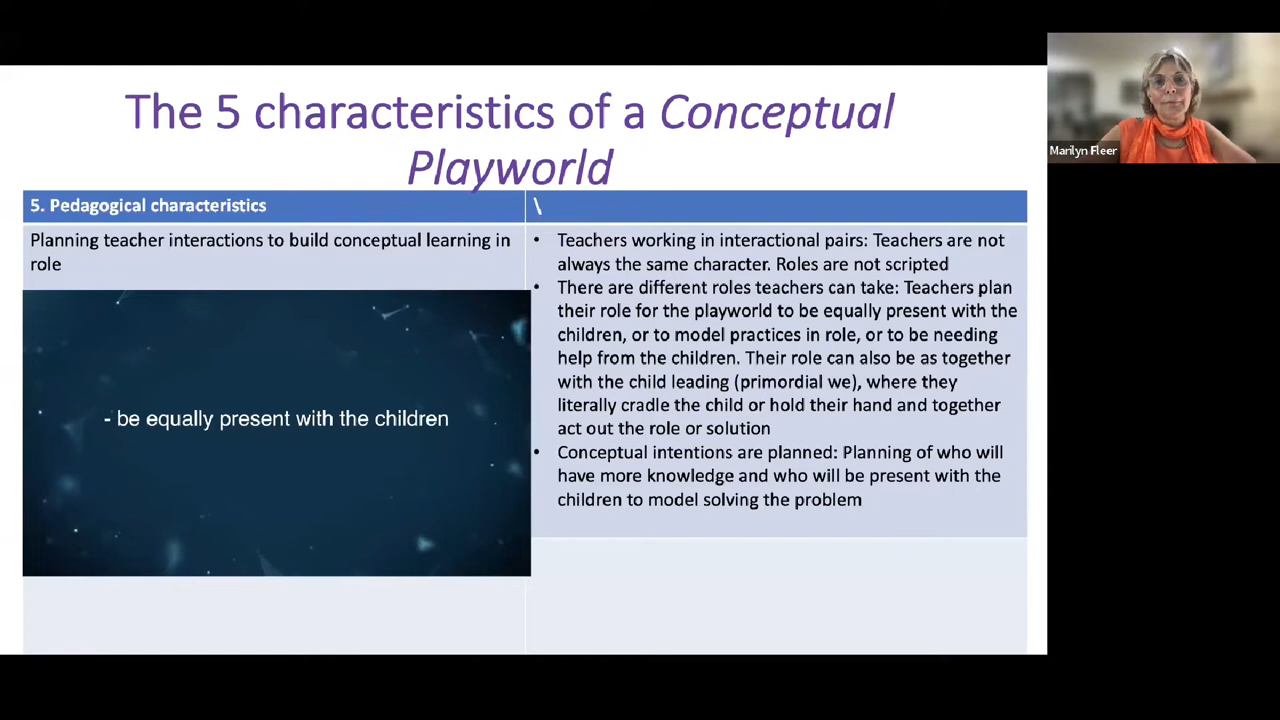 The 5 characteristics of a Conceptual
Playworld
5. Pedagogical characteristics
\
Planning teacher interactions to build conceptual learning in
role
- be equally present with the children
• Teachers working in interactional pairs: Teachers are not
always the same character. Roles are not scripted
• There are different roles teachers can take: Teachers plan
their role for the playworld to be equally present with the
children, or to model practices in role, or to be needing
help from the children. Their role can also be as together
with the child leading (primordial we), where they
literally cradle the child or hold their hand and together
act out the role or solution
• Conceptual intentions are planned: Planning of who will
have more knowledge and who will be present with the
children to model solving the problem
Marilyn Fleer